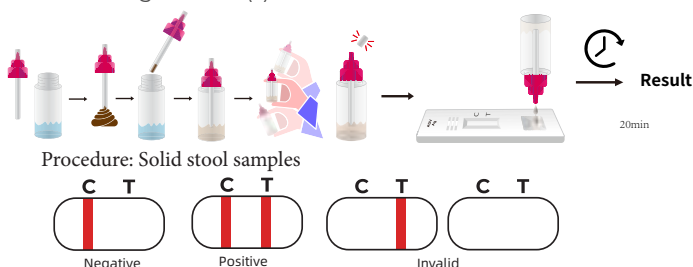 C T
Result
20min
Procedure: Solid stool samples
C T C T C T C T
Negative Positive Invalid